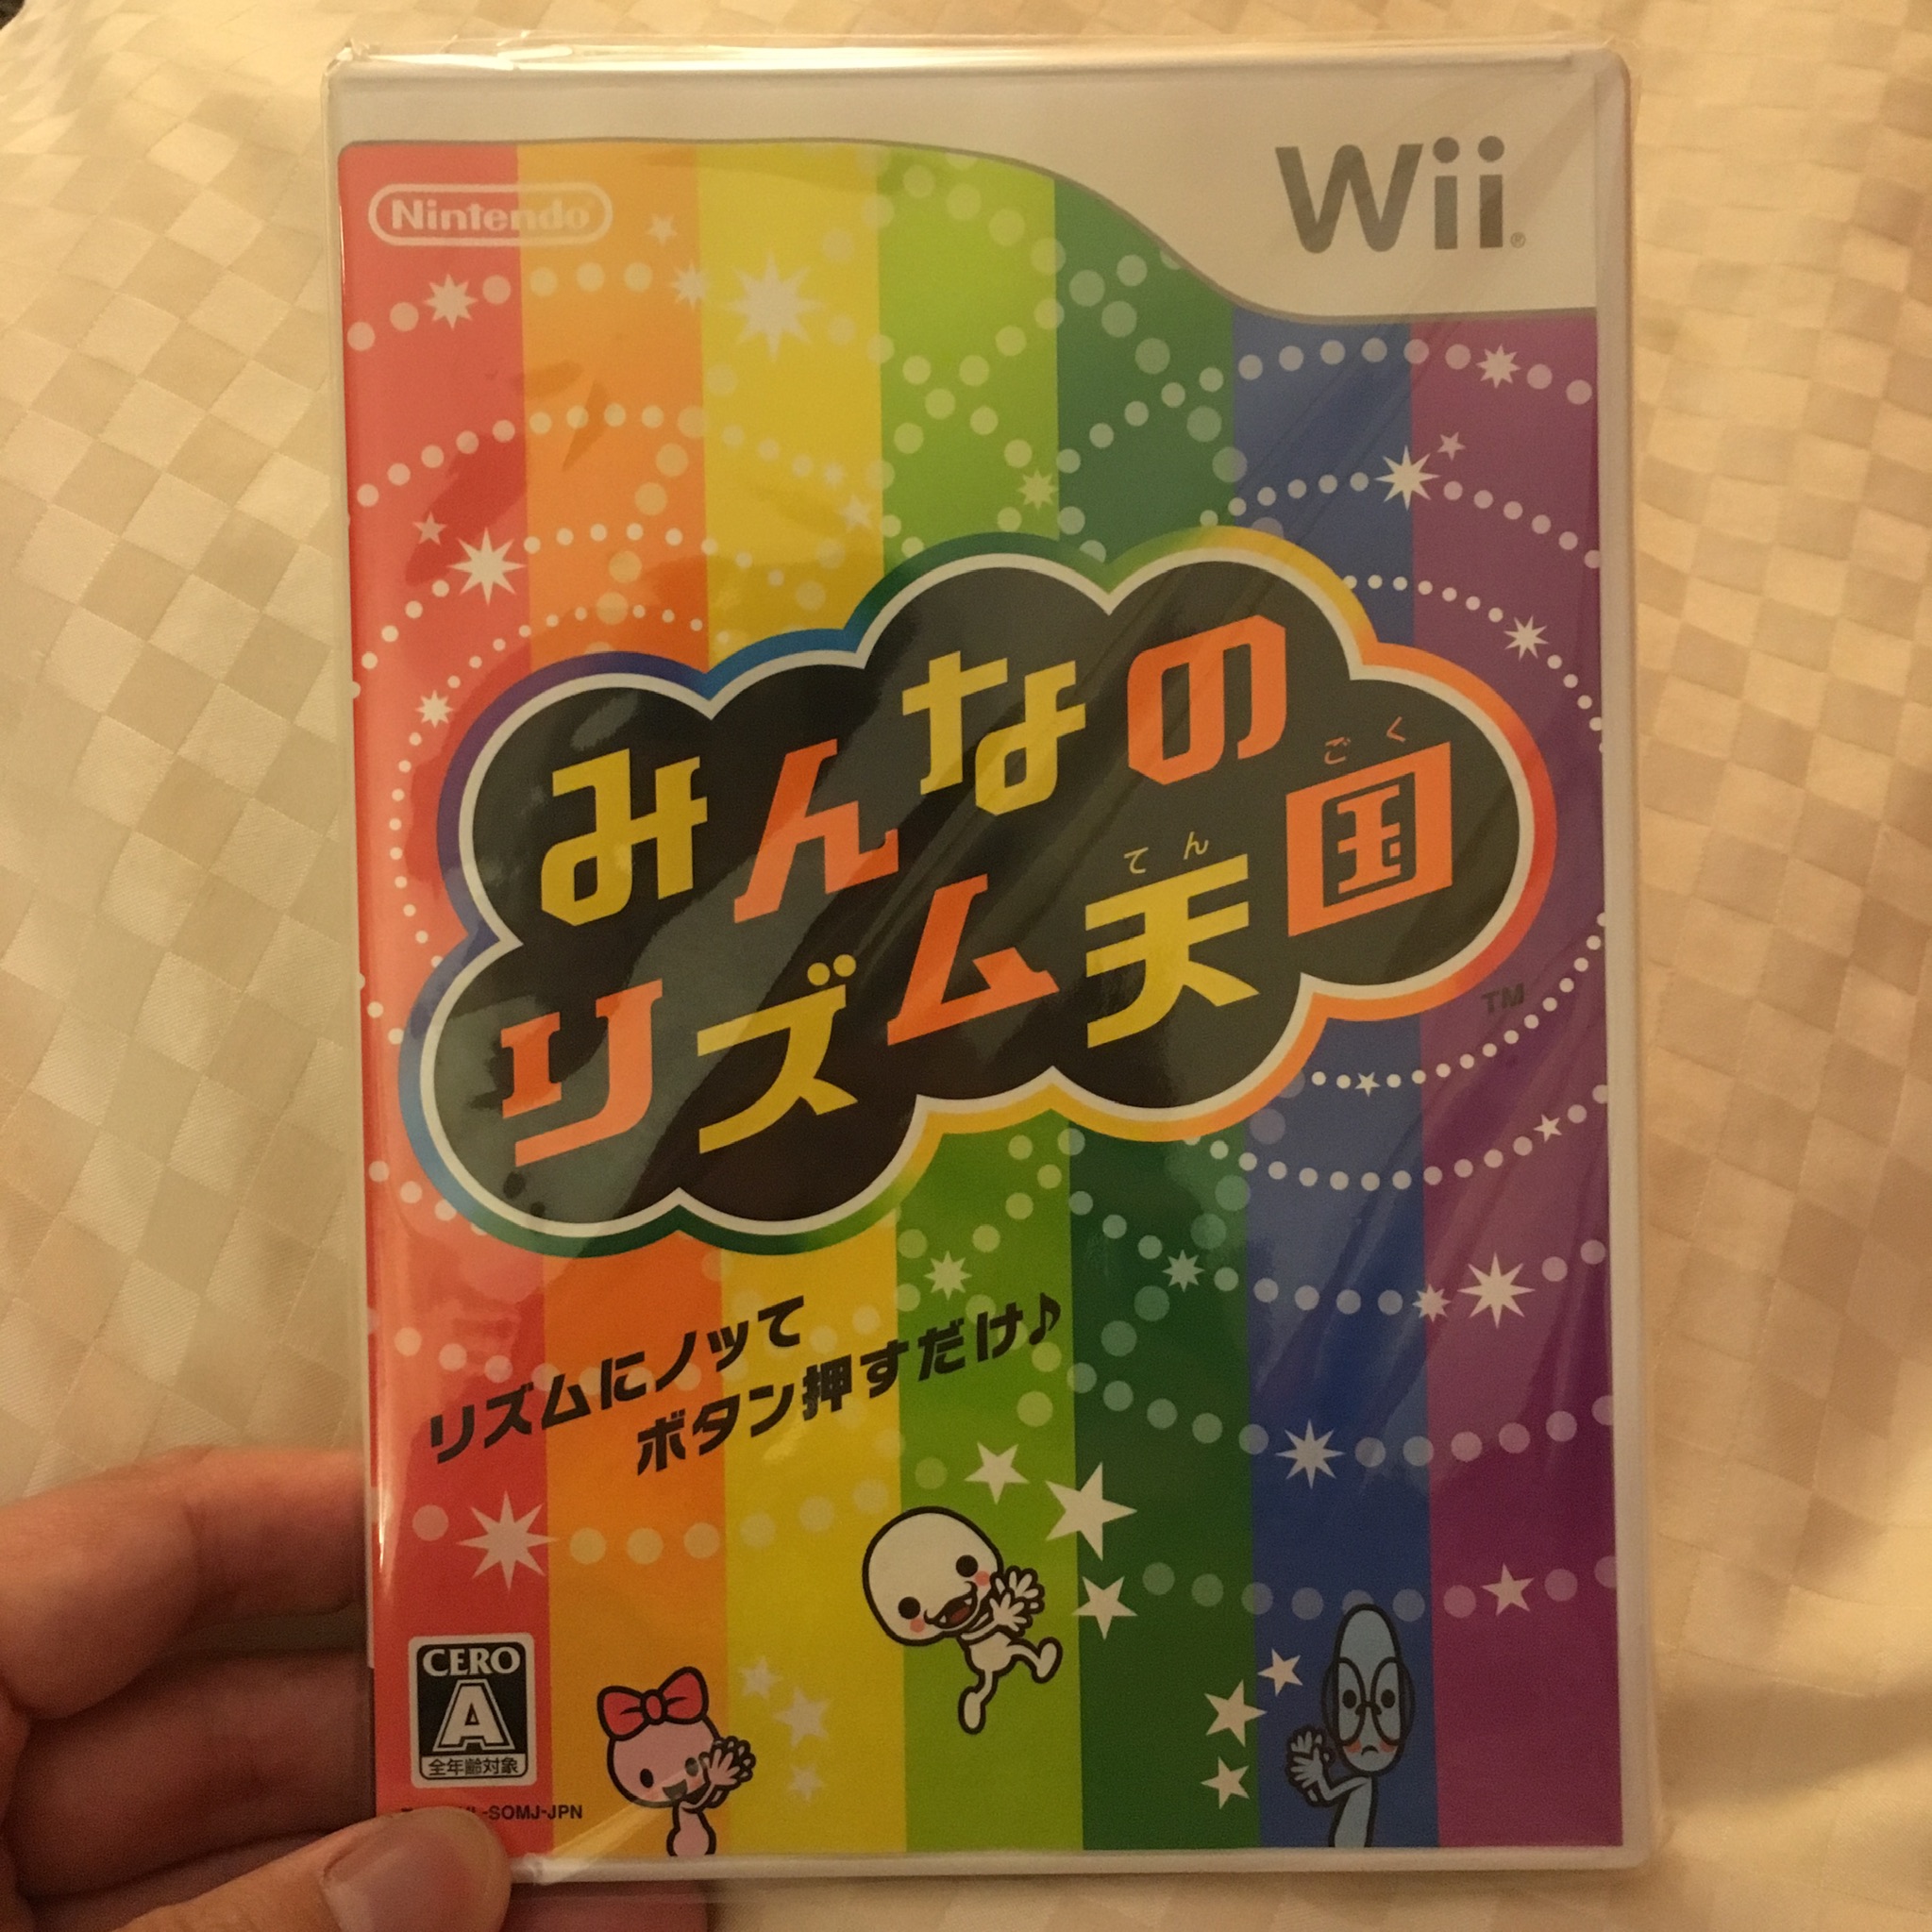 Nintendo
Wii
みんなの
リズム天国
てん
ごく
TM
リズムにノッて
ボタン押すだけ♪
CERO
A
全年齢対象
-SOMJ-JPN